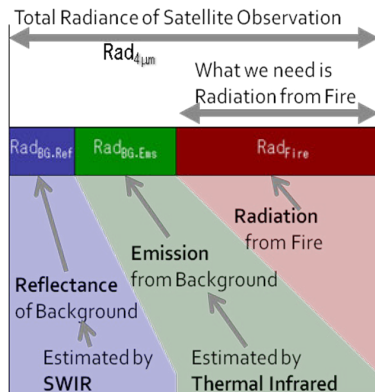 Total Radiance of Satellite Observation
Rad4μm
What we need is
Radiation from Fire
RadBG.Ref RadBG.Ems RadFire
Radiation
from Fire
Emission
from Background
Reflectance
of Background
Estimated by
SWIR
Estimated by
Thermal Infrared